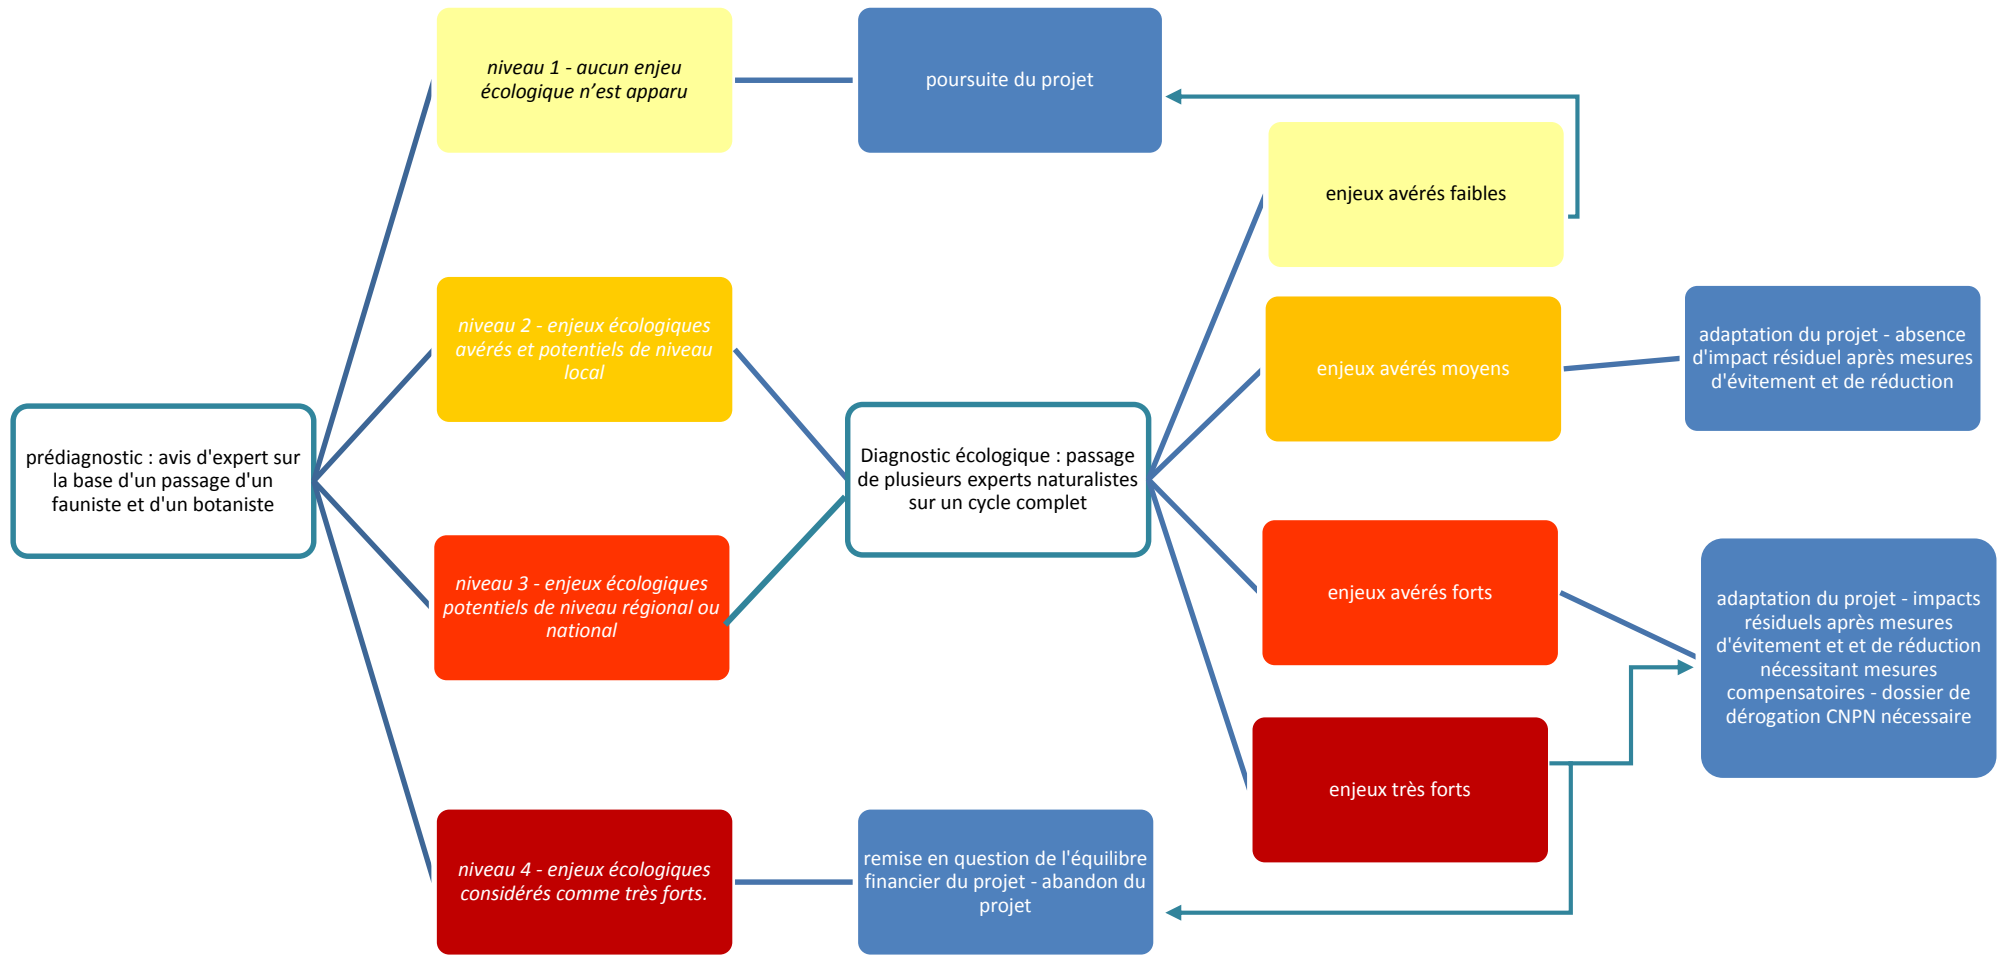 niveau 1 - aucun enjeu
écologique n’est apparu
poursuite du projet
enjeux avérés faibles
niveau 2 - enjeux écologiques
avérés et potentiels de niveau
local
enjeux avérés moyens
adaptation du projet - absence
d'impact résiduel après mesures
d'évitement et de réduction
prédiagnostic : avis d'expert sur
la base d'un passage d'un
fauniste et d'un botaniste
Diagnostic écologique : passage
de plusieurs experts naturalistes
sur un cycle complet
niveau 3 - enjeux écologiques
potentiels de niveau régional ou
national
enjeux avérés forts
adaptation du projet - impacts
résiduels après mesures
d'évitement et et de réduction
nécessitant mesures
compensatoires - dossier de
dérogation CNPN nécessaire
enjeux très forts
niveau 4 - enjeux écologiques
considérés comme très forts.
remise en question de l'équilibre
financier du projet - abandon du
projet